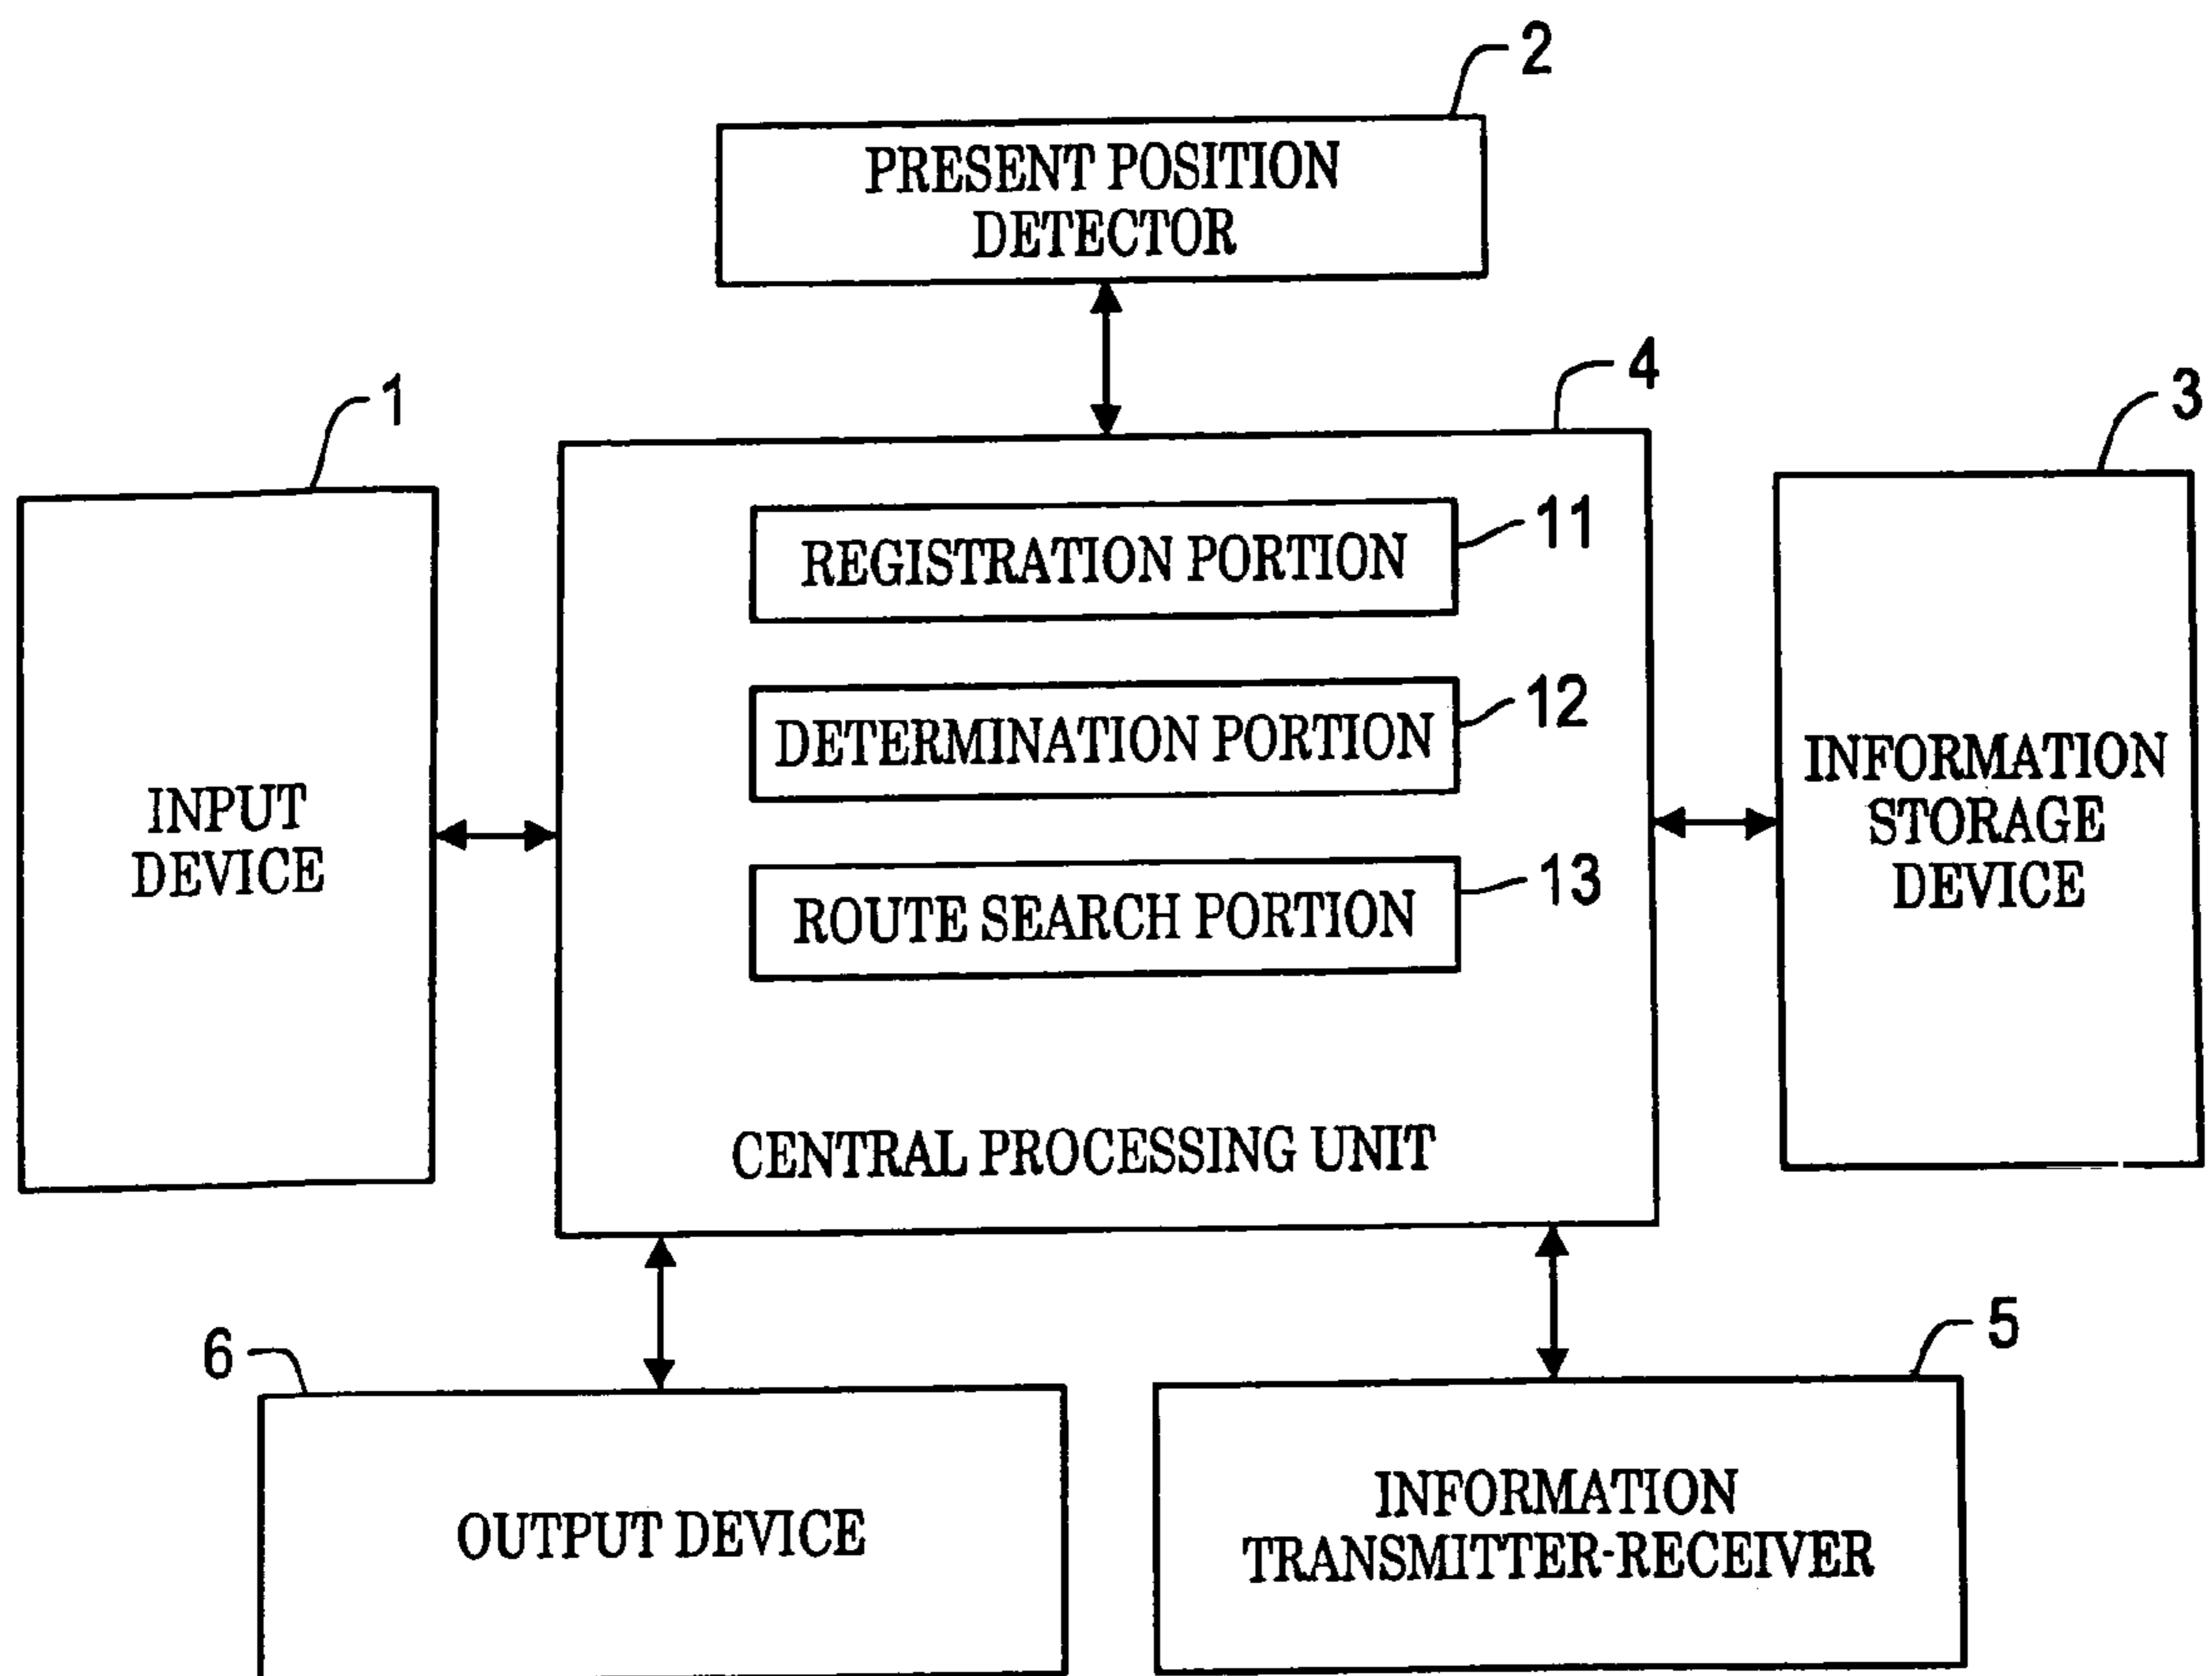 2
PRESENT POSITION
DETECTOR
4
1
3
REGISTRATION PORTION
11
DETERMINATION PORTION
12
ROUTE SEARCH PORTION
13
CENTRAL PROCESSING UNIT
INPUT
DEVICE
INFORMATION
STORAGE
DEVICE
6
OUTPUT DEVICE
5
INFORMATION
TRANSMITTER-RECEIVER